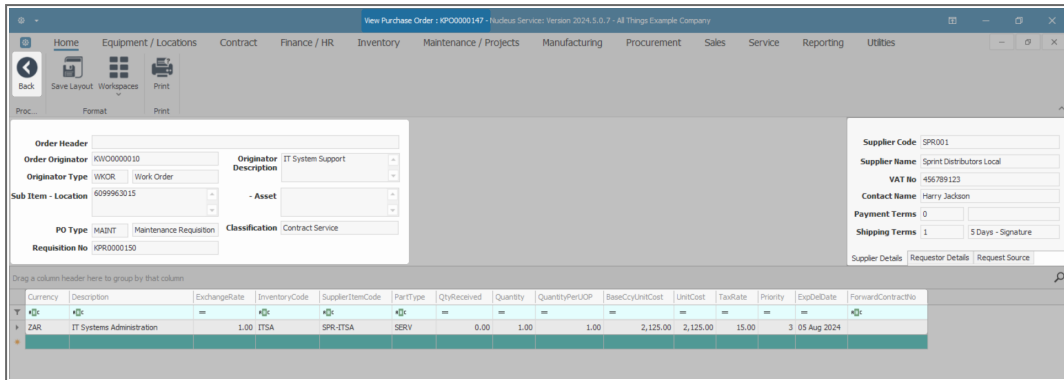 View Purchase Order : KPO0000147 - Nucleus Service: Version 2024.5.0.7 - All Things Example Company
Home Equipment / Locations Contract Finance / HR Inventory Maintenance / Projects Manufacturing Procurement Sales Service Reporting Utilities
Back Save Layout Workspaces Print
Proc... Format Print
Order Header
Order Originator KWO0000010 Originator Description IT System Support
Originator Type WKOR Work Order
Sub Item - Location 6099963015 - Asset
PO Type MAINT Maintenance Requisition Classification Contract Service
Requisition No KPR0000150
Supplier Code SPR001
Supplier Name Sprint Distributors Local
VAT No 456789123
Contact Name Harry Jackson
Payment Terms 0
Shipping Terms 1 5 Days - Signature
Supplier Details Requestor Details Request Source
Drag a column header here to group by that column
Currency Description ExchangeRate InventoryCode SupplierItemCode PartType QtyReceived Quantity QuantityPerUOP BaseCcyUnitCost UnitCost TaxRate Priority ExpDelDate ForwardContractNo
ZAR IT Systems Administration 1.00 ITSA SPR-ITSA SERV 0.00 1.00 1.00 2,125.00 2,125.00 15.00 3 05 Aug 2024